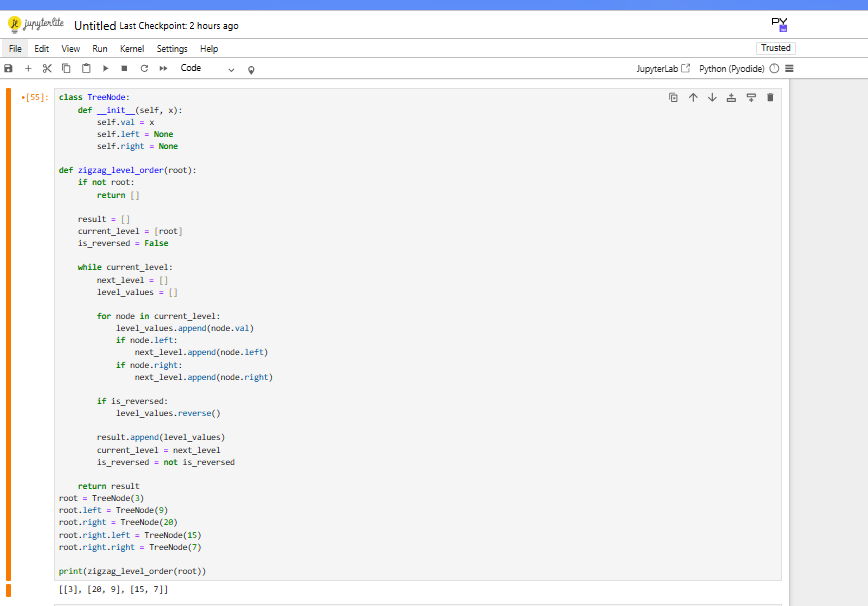 jupyterlite Untitled Last Checkpoint: 2 hours ago PY
File Edit View Run Kernel Settings Help Trusted
Code JupyterLab Python (Pyodide)
•[55]: class TreeNode:
    def __init__(self, x):
        self.val = x
        self.left = None
        self.right = None

def zigzag_level_order(root):
    if not root:
        return []

    result = []
    current_level = [root]
    is_reversed = False

    while current_level:
        next_level = []
        level_values = []

        for node in current_level:
            level_values.append(node.val)
            if node.left:
                next_level.append(node.left)
            if node.right:
                next_level.append(node.right)

        if is_reversed:
            level_values.reverse()

        result.append(level_values)
        current_level = next_level
        is_reversed = not is_reversed

    return result
root = TreeNode(3)
root.left = TreeNode(9)
root.right = TreeNode(20)
root.right.left = TreeNode(15)
root.right.right = TreeNode(7)

print(zigzag_level_order(root))
[[3], [20, 9], [15, 7]]